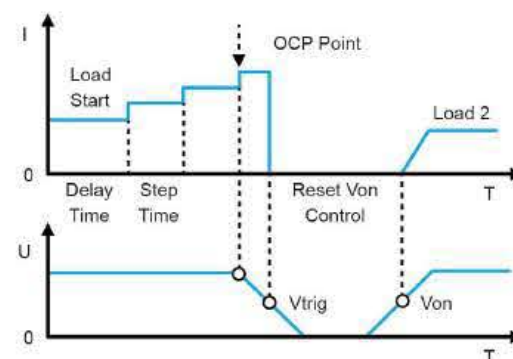 I
OCP Point
Load
Start
Load 2
0
Delay
Time
Step
Time
Reset Von
Control
T
U
Vtrig
Von
0
T